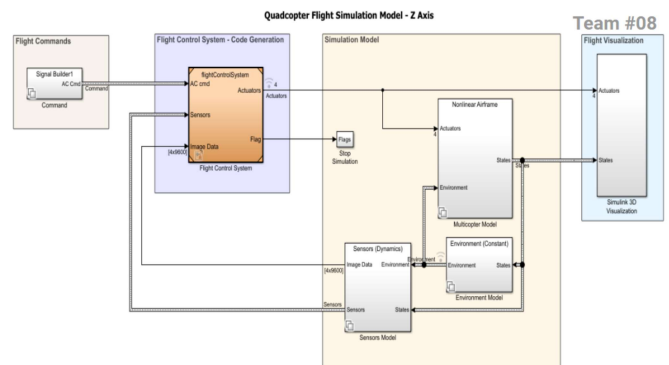 Quadcopter Flight Simulation Model - Z Axis
Team #08
Flight Commands
Flight Control System - Code Generation
Simulation Model
Flight Visualization
Signal Builder1
AC Cmd
Command
Command
flightControlSystem
AC cmd
Actuators
4
Actuators
Sensors
Flag
Image Data
[4x9600]
Flight Control System
Flags
Stop
Simulation
Nonlinear Airframe
Actuators
4
States
States
Environment
Multicopter Model
Actuators
4
States
Simulink 3D
Visualization
Sensors (Dynamics)
Image Data
Environment
[4x9600]
Sensors
Sensors
States
Sensors Model
Environment
Environment (Constant)
Environment
States
Environment Model